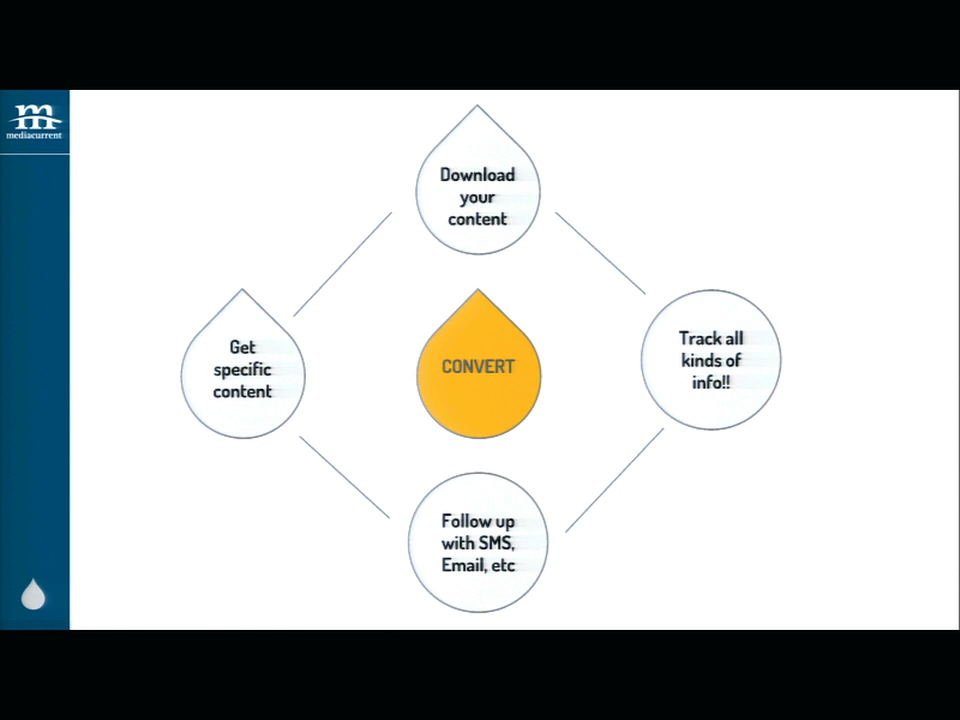 m
mediacurrent
Download
your
content
Get
specific
content
CONVERT
Track all
kinds of
info!!
Follow up
with SMS,
Email, etc